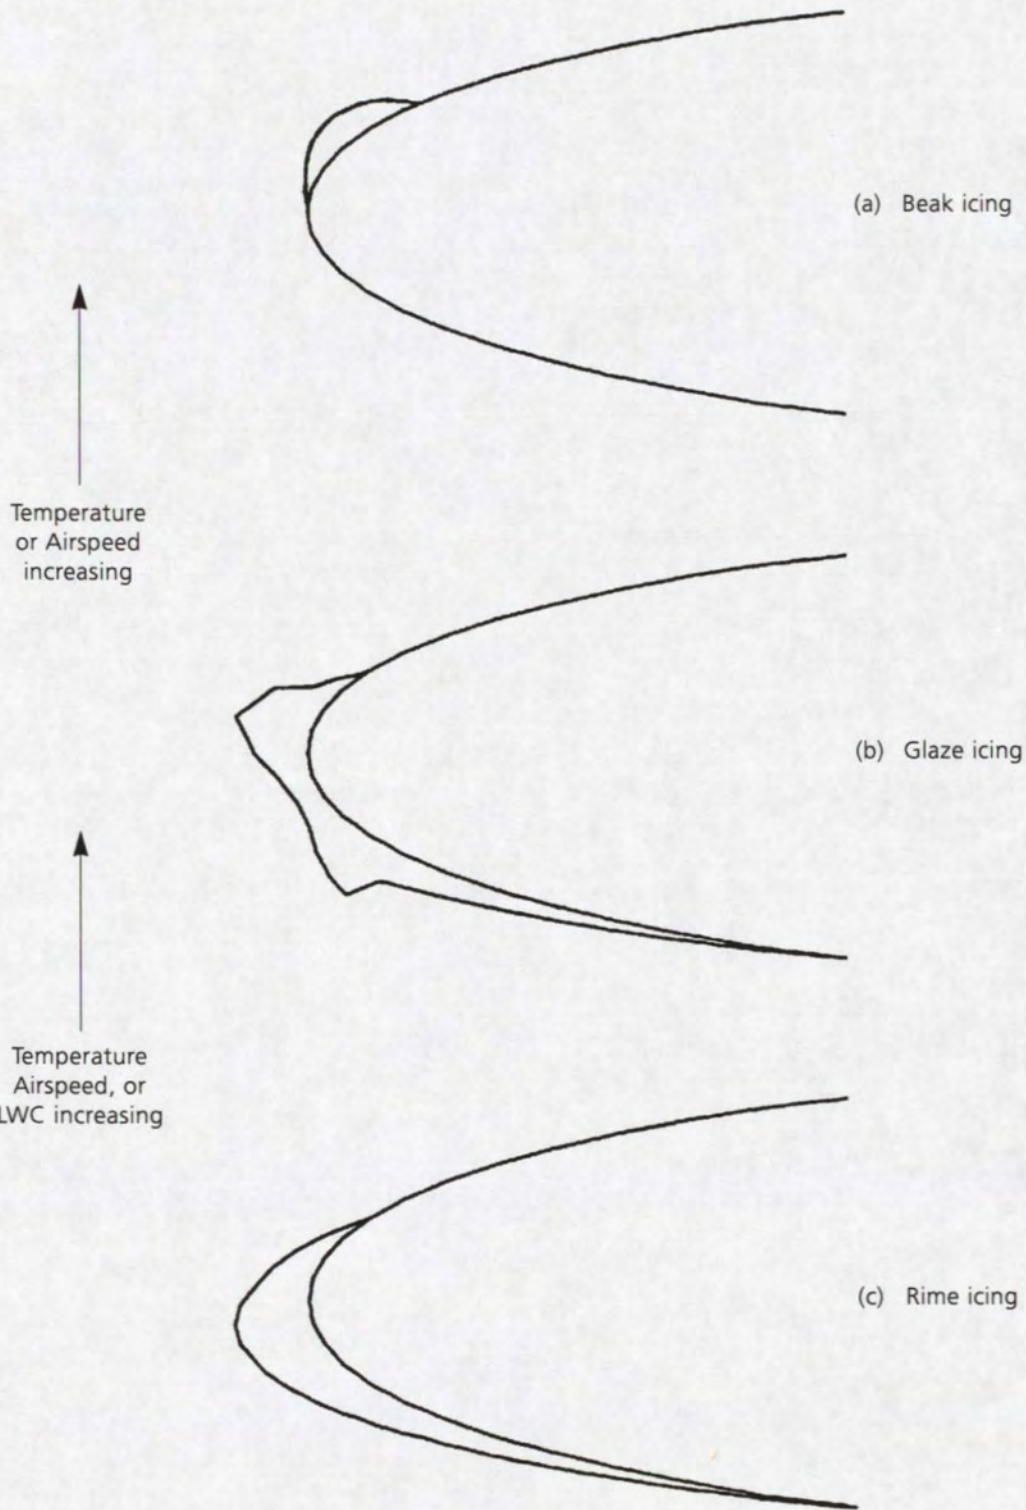 (a) Beak icing
Temperature
or Airspeed
increasing
(b) Glaze icing
Temperature
Airspeed, or
LWC increasing
(c) Rime icing